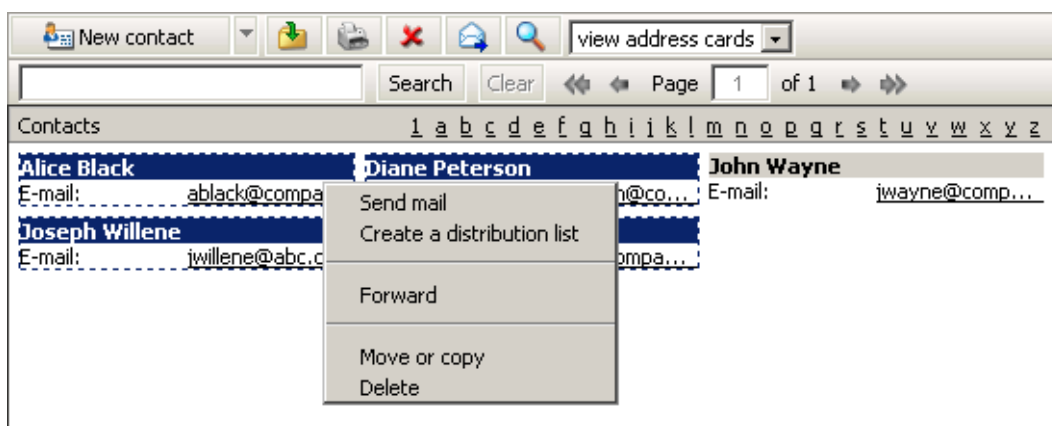 New contact view address cards
Search Clear Page 1 of 1
Contacts 1 a b c d e f g h i j k l m n o p q r s t u v w x y z
Alice Black Diane Peterson John Wayne
E-mail: ablack@compa h@co... E-mail: jwayne@comp...
Send mail
Joseph Willene
Create a distribution list
E-mail: jwillene@abc.c ompa...
Forward
Move or copy
Delete